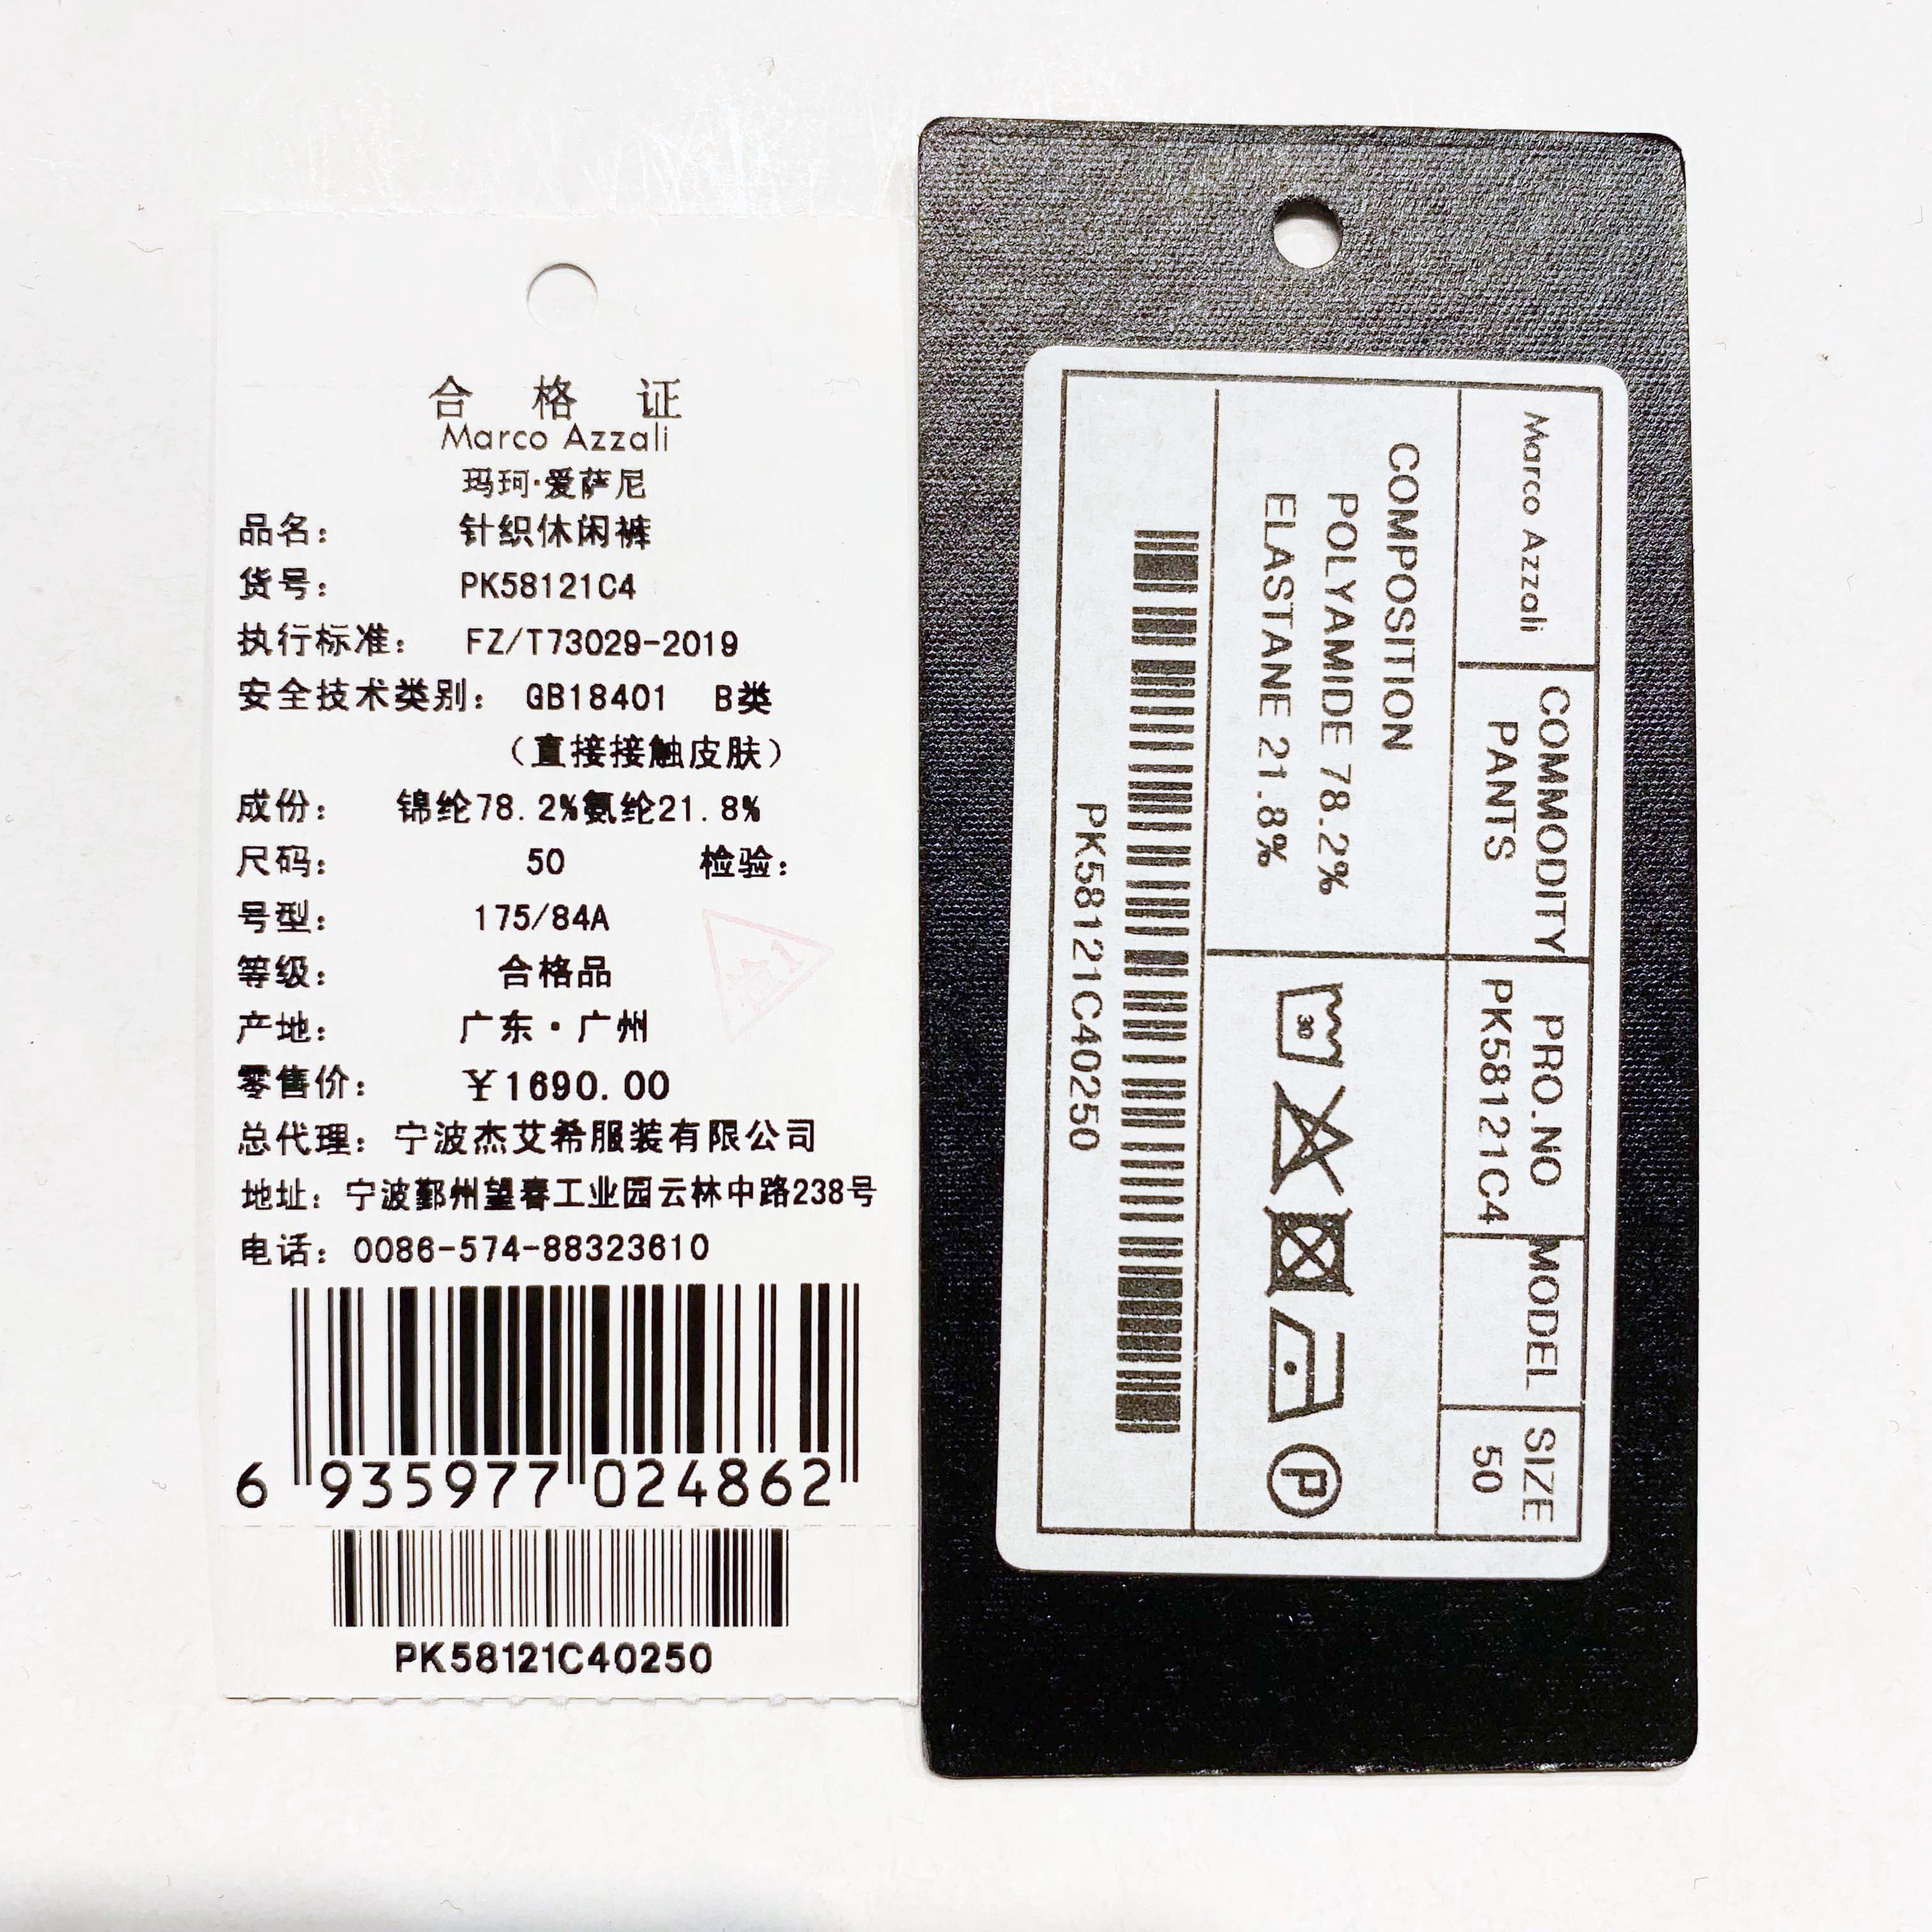 合 格 证
Marco Azzali
玛珂·爱萨尼
品名： 针织休闲裤
货号： PK58121C4
执行标准： FZ/T73029-2019
安全技术类别： GB18401 B类
（直接接触皮肤）
成份： 锦纶78.2%氨纶21.8%
尺码： 50 检验：
号型： 175/84A
检1
等级： 合格品
产地： 广东·广州
零售价： ￥1690.00
总代理：宁波杰艾希服装有限公司
地址：宁波鄞州望春工业园云林中路238号
电话：0086-574-88323610
6 935977 024862
PK58121C40250
Marco Azzali
COMMODITY
PANTS
PRO.NO
PK58121C4
MODEL
SIZE
50
COMPOSITION
POLYAMIDE 78.2%
ELASTANE 21.8%
30
P
PK58121C40250